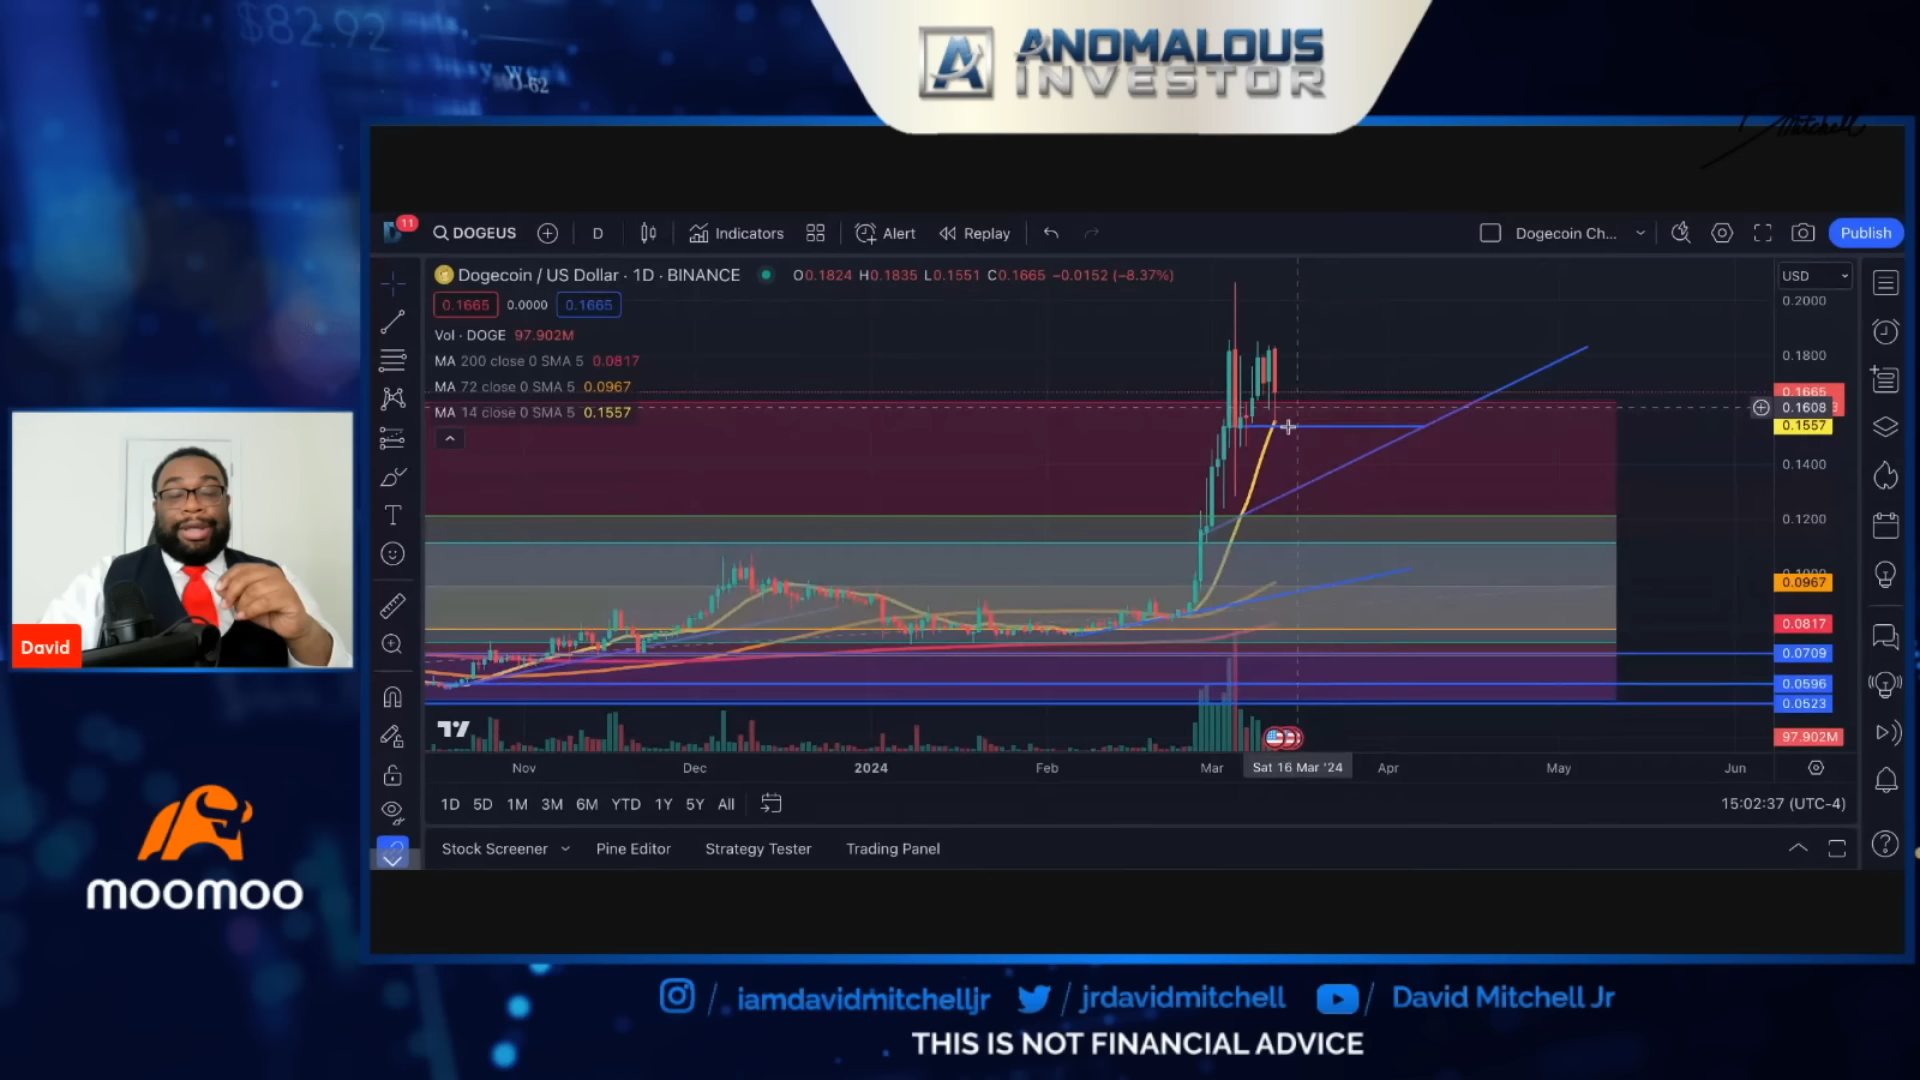 $82.92
ANOMALOUS
INVESTOR
Mitchell
11
DOGEUS
D
Indicators
Alert
Replay
Dogecoin Ch...
Publish
Dogecoin / US Dollar · 1D · BINANCE
O0.1824 H0.1835 L0.1551 C0.1665 −0.0152 (−8.37%)
USD
0.1665 0.0000 0.1665
Vol · DOGE 97.902M
MA 200 close 0 SMA 5 0.0817
MA 72 close 0 SMA 5 0.0967
MA 14 close 0 SMA 5 0.1557
0.2000
0.1800
0.1665
0.1608
0.1557
0.1400
0.1200
0.1000
0.0967
0.0817
0.0709
0.0596
0.0523
97.902M
Nov Dec 2024 Feb Mar Sat 16 Mar '24 Apr May Jun
1D 5D 1M 3M 6M YTD 1Y 5Y All
15:02:37 (UTC-4)
Stock Screener Pine Editor Strategy Tester Trading Panel
David
moomoo
/ iamdavidmitchelljr / jrdavidmitchell / David Mitchell Jr
THIS IS NOT FINANCIAL ADVICE